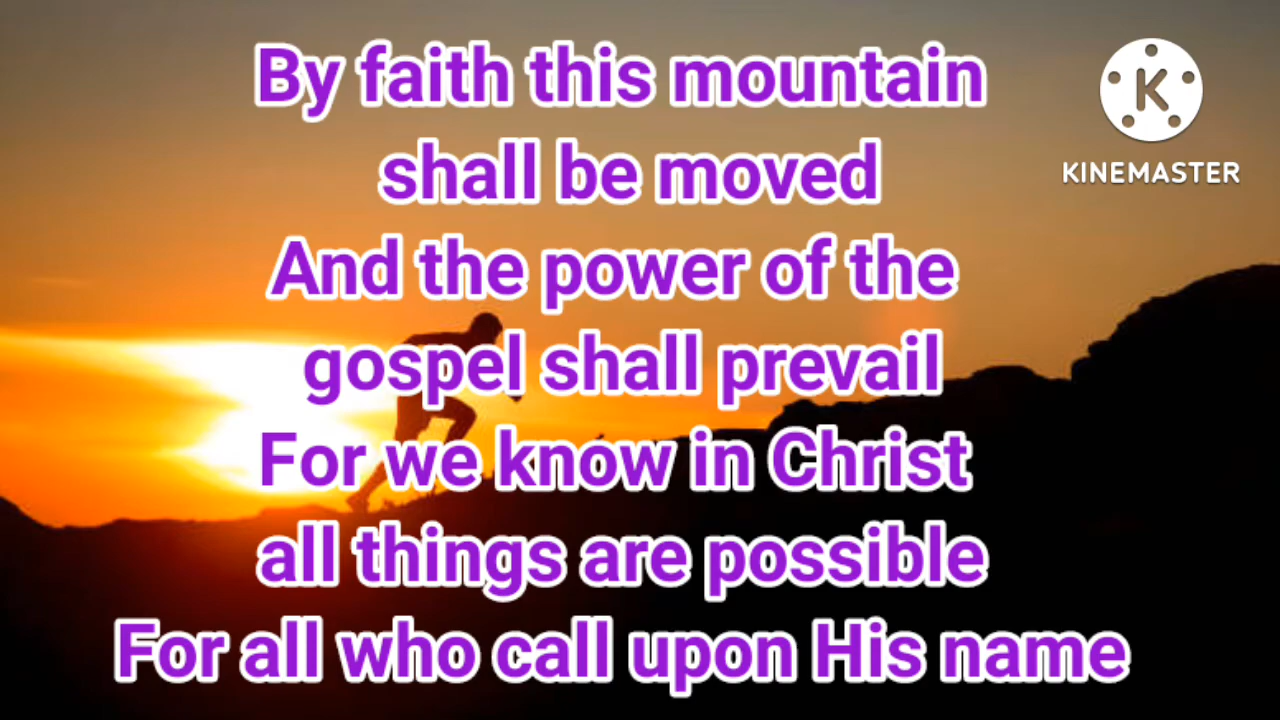 By faith this mountain
shall be moved
And the power of the
gospel shall prevail
For we know in Christ
all things are possible
For all who call upon His name
K
KINEMASTER